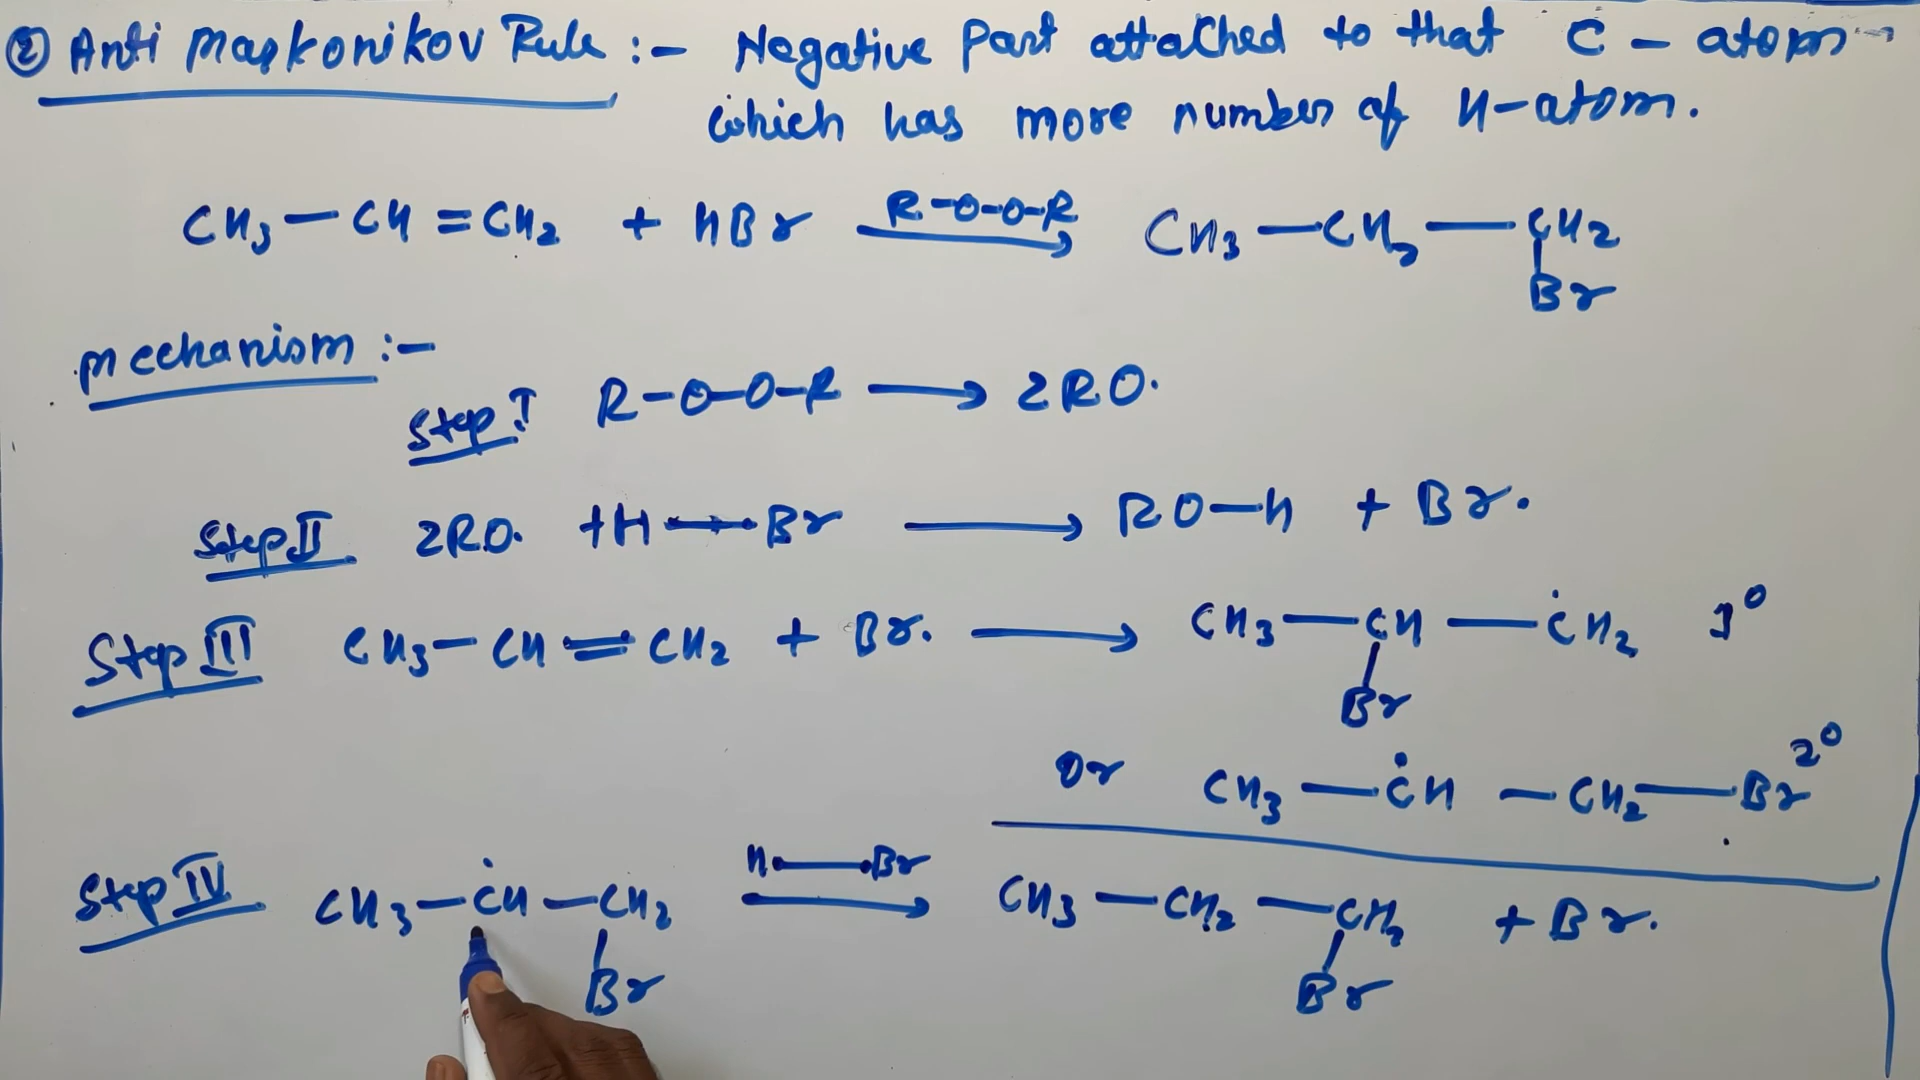 ② Anti Markonikov Rule :- Negative Part attached to that C - atom
which has more number of H-atom.
CH₃-CH=CH₂ + HBr R-O-O-R → CH₃-CH₂-CH₂
Br
Mechanism :-
Step I R-O-O-R → 2RO·
Step II 2RO· + H-Br → RO-H + Br·
Step III CH₃-CH=CH₂ + Br· → CH₃-CH-ĊH₂ 1°
Br
Or CH₃-ĊH-CH₂-Br 2°
Step IV CH₃-ĊH-CH₂ H·-·Br → CH₃-CH₂-CH₂ + Br·
Br Br